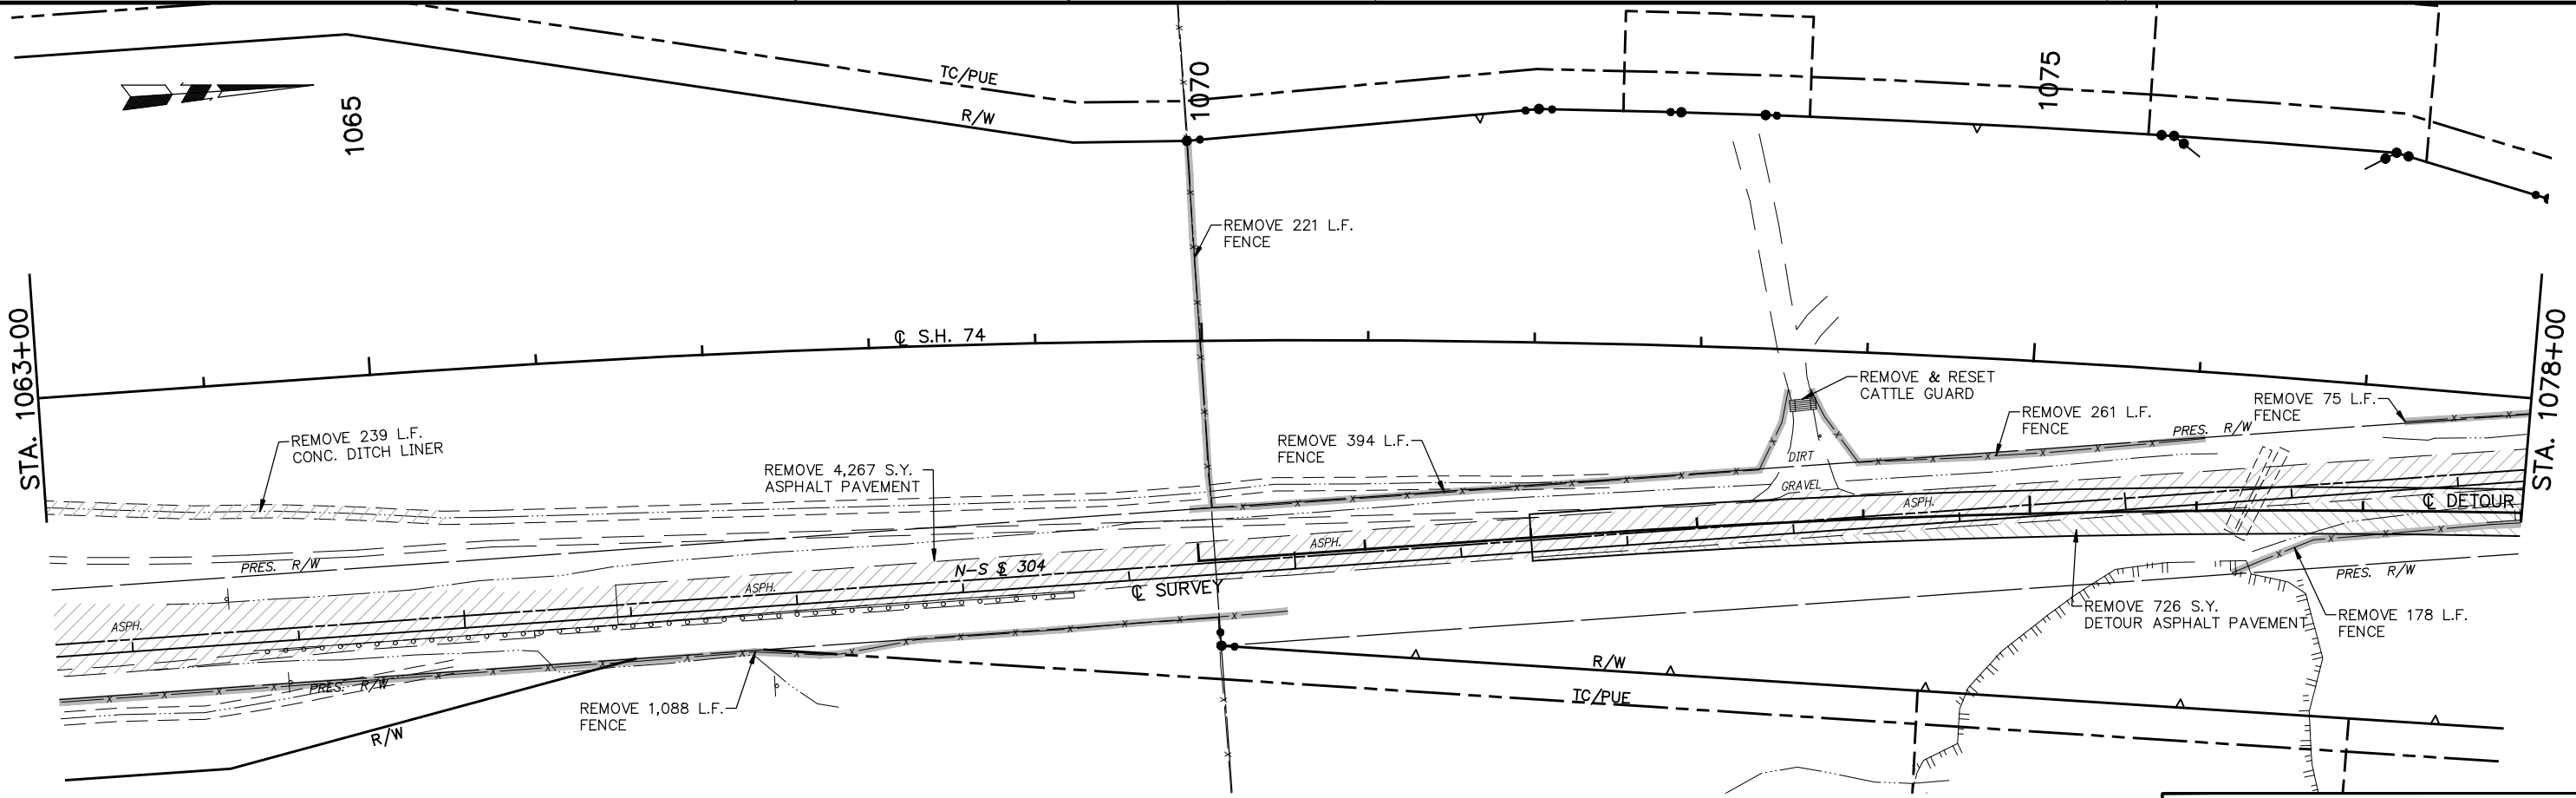 TC/PUE
R/W
1065
1070
1075
REMOVE 221 L.F.
FENCE
STA. 1063+00
℄ S.H. 74
STA. 1078+00
REMOVE & RESET
CATTLE GUARD
REMOVE 75 L.F.
FENCE
REMOVE 261 L.F.
FENCE
PRES. R/W
REMOVE 239 L.F.
CONC. DITCH LINER
REMOVE 394 L.F.
FENCE
REMOVE 4,267 S.Y.
ASPHALT PAVEMENT
DIRT
GRAVEL
ASPH.
℄ DETOUR
ASPH.
PRES. R/W
N-S ℄ 304
ASPH.
℄ SURVEY
PRES. R/W
ASPH.
REMOVE 726 S.Y.
DETOUR ASPHALT PAVEMENT
REMOVE 178 L.F.
FENCE
PRES. R/W
R/W
TC/PUE
REMOVE 1,088 L.F.
FENCE
R/W